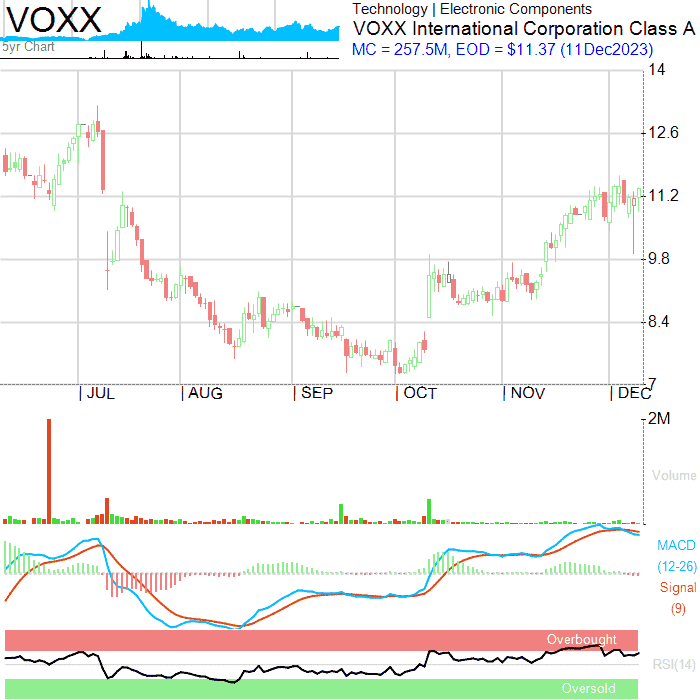 VOXX
5yr Chart
Technology | Electronic Components
VOXX International Corporation Class A
MC = 257.5M, EOD = $11.37 (11Dec2023)
14
12.6
11.2
9.8
8.4
7
JUL AUG SEP OCT NOV DEC
2M
Volume
MACD
(12-26)
Signal
(9)
Overbought
RSI(14)
Oversold